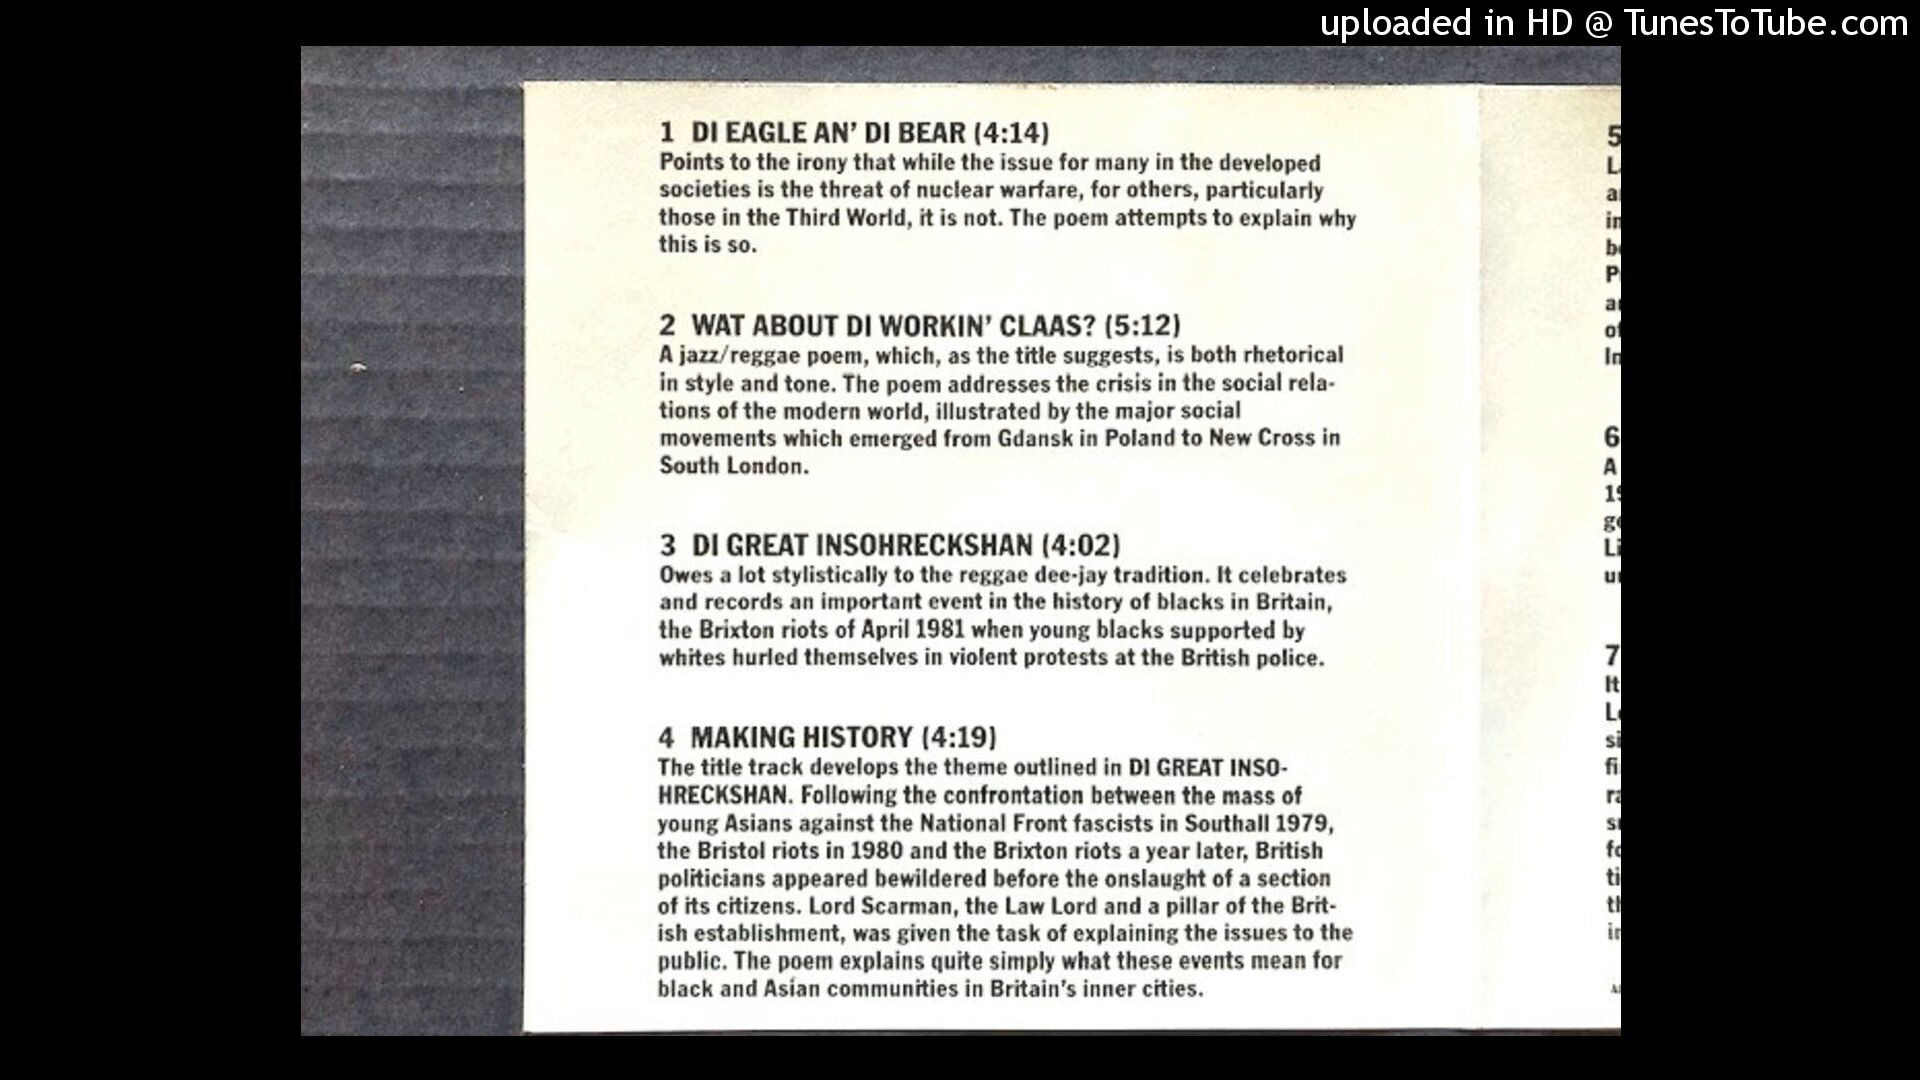 uploaded in HD @ TunesToTube.com
1 DI EAGLE AN' DI BEAR (4:14)
Points to the irony that while the issue for many in the developed
societies is the threat of nuclear warfare, for others, particularly
those in the Third World, it is not. The poem attempts to explain why
this is so.
2 WAT ABOUT DI WORKIN' CLAAS? (5:12)
A jazz/reggae poem, which, as the title suggests, is both rhetorical
in style and tone. The poem addresses the crisis in the social rela-
tions of the modern world, illustrated by the major social
movements which emerged from Gdansk in Poland to New Cross in
South London.
3 DI GREAT INSOHRECKSHAN (4:02)
Owes a lot stylistically to the reggae dee-jay tradition. It celebrates
and records an important event in the history of blacks in Britain,
the Brixton riots of April 1981 when young blacks supported by
whites hurled themselves in violent protests at the British police.
4 MAKING HISTORY (4:19)
The title track develops the theme outlined in DI GREAT INSO-
HRECKSHAN. Following the confrontation between the mass of
young Asians against the National Front fascists in Southall 1979,
the Bristol riots in 1980 and the Brixton riots a year later, British
politicians appeared bewildered before the onslaught of a section
of its citizens. Lord Scarman, the Law Lord and a pillar of the Brit-
ish establishment, was given the task of explaining the issues to the
public. The poem explains quite simply what these events mean for
black and Asian communities in Britain's inner cities.
5
6
A
7
It